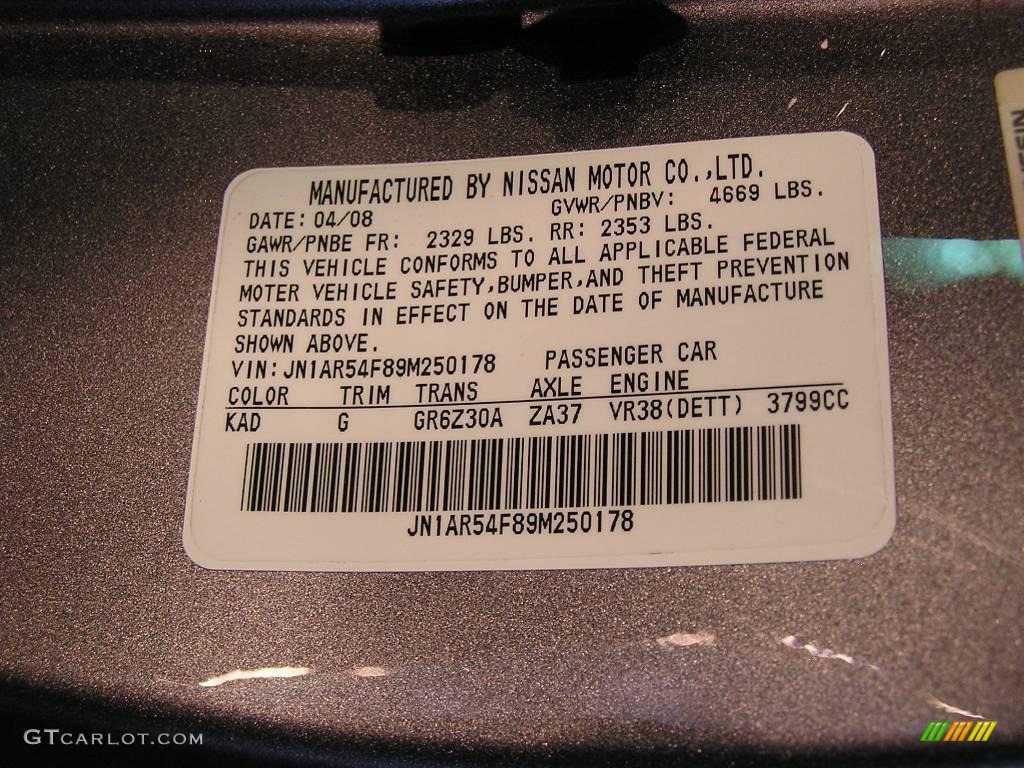 MANUFACTURED BY NISSAN MOTOR CO.,LTD.
DATE: 04/08 GVWR/PNBV: 4669 LBS.
GAWR/PNBE FR: 2329 LBS. RR: 2353 LBS.
THIS VEHICLE CONFORMS TO ALL APPLICABLE FEDERAL
MOTER VEHICLE SAFETY,BUMPER,AND THEFT PREVENTION
STANDARDS IN EFFECT ON THE DATE OF MANUFACTURE
SHOWN ABOVE.
VIN:JN1AR54F89M250178 PASSENGER CAR
COLOR TRIM TRANS AXLE ENGINE
KAD G GR6Z30A ZA37 VR38(DETT) 3799CC
JN1AR54F89M250178
GTCARLOT.COM